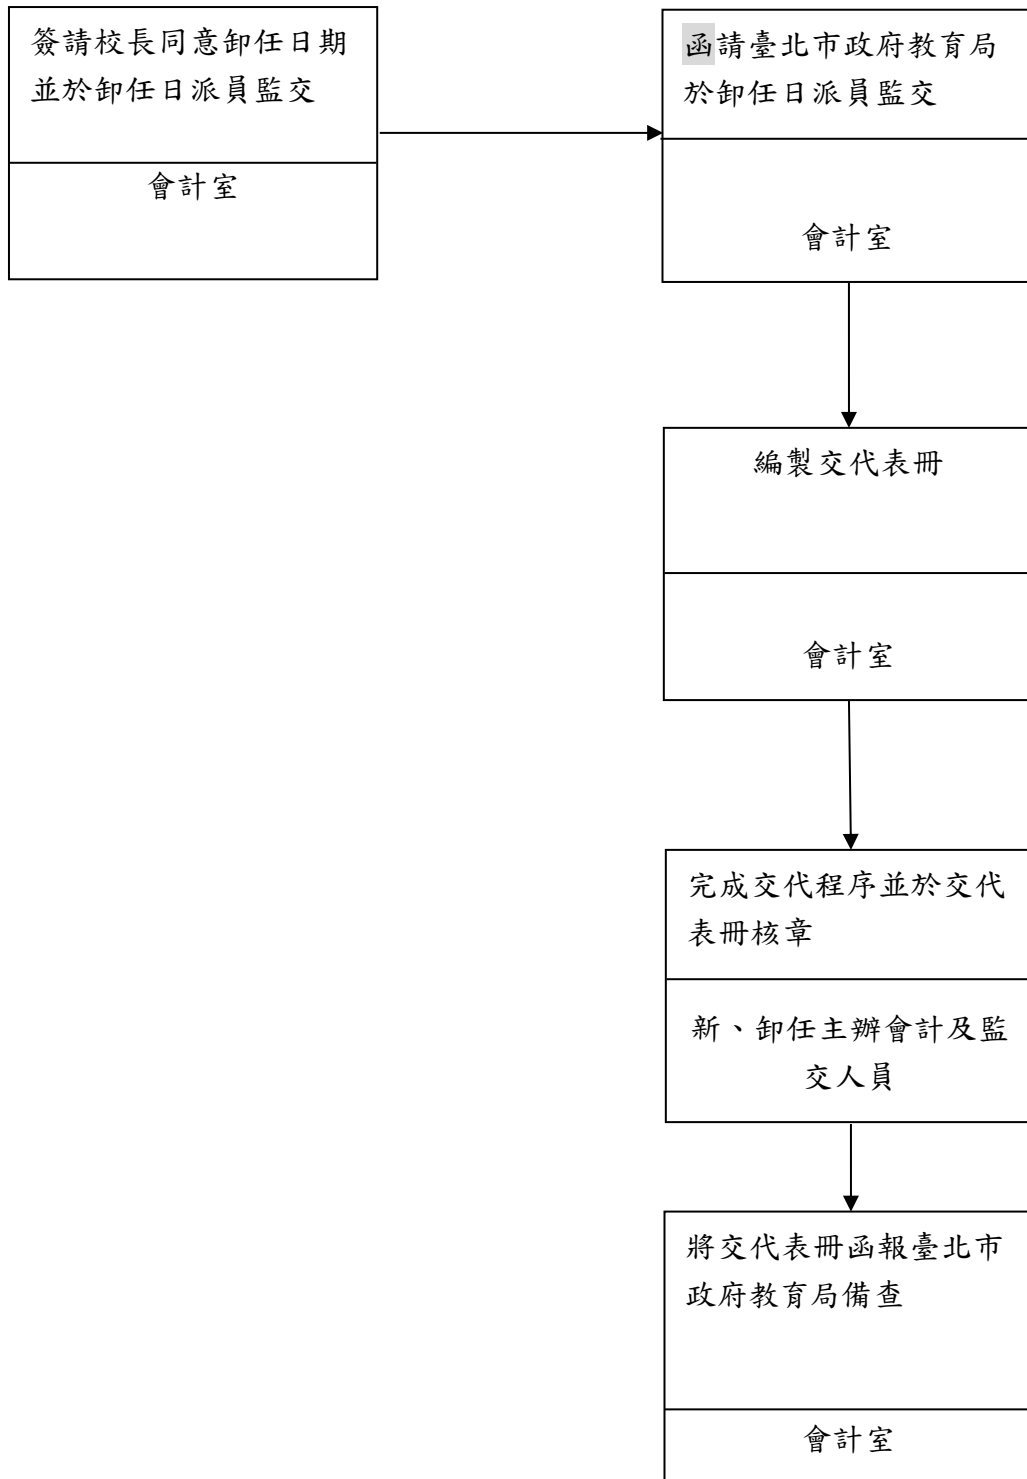 簽請校長同意卸任日期
並於卸任日派員監交
會計室
函請臺北市政府教育局
於卸任日派員監交
會計室
編製交代表冊
會計室
完成交代程序並於交代
表冊核章
新、卸任主辦會計及監
交人員
將交代表冊函報臺北市
政府教育局備查
會計室